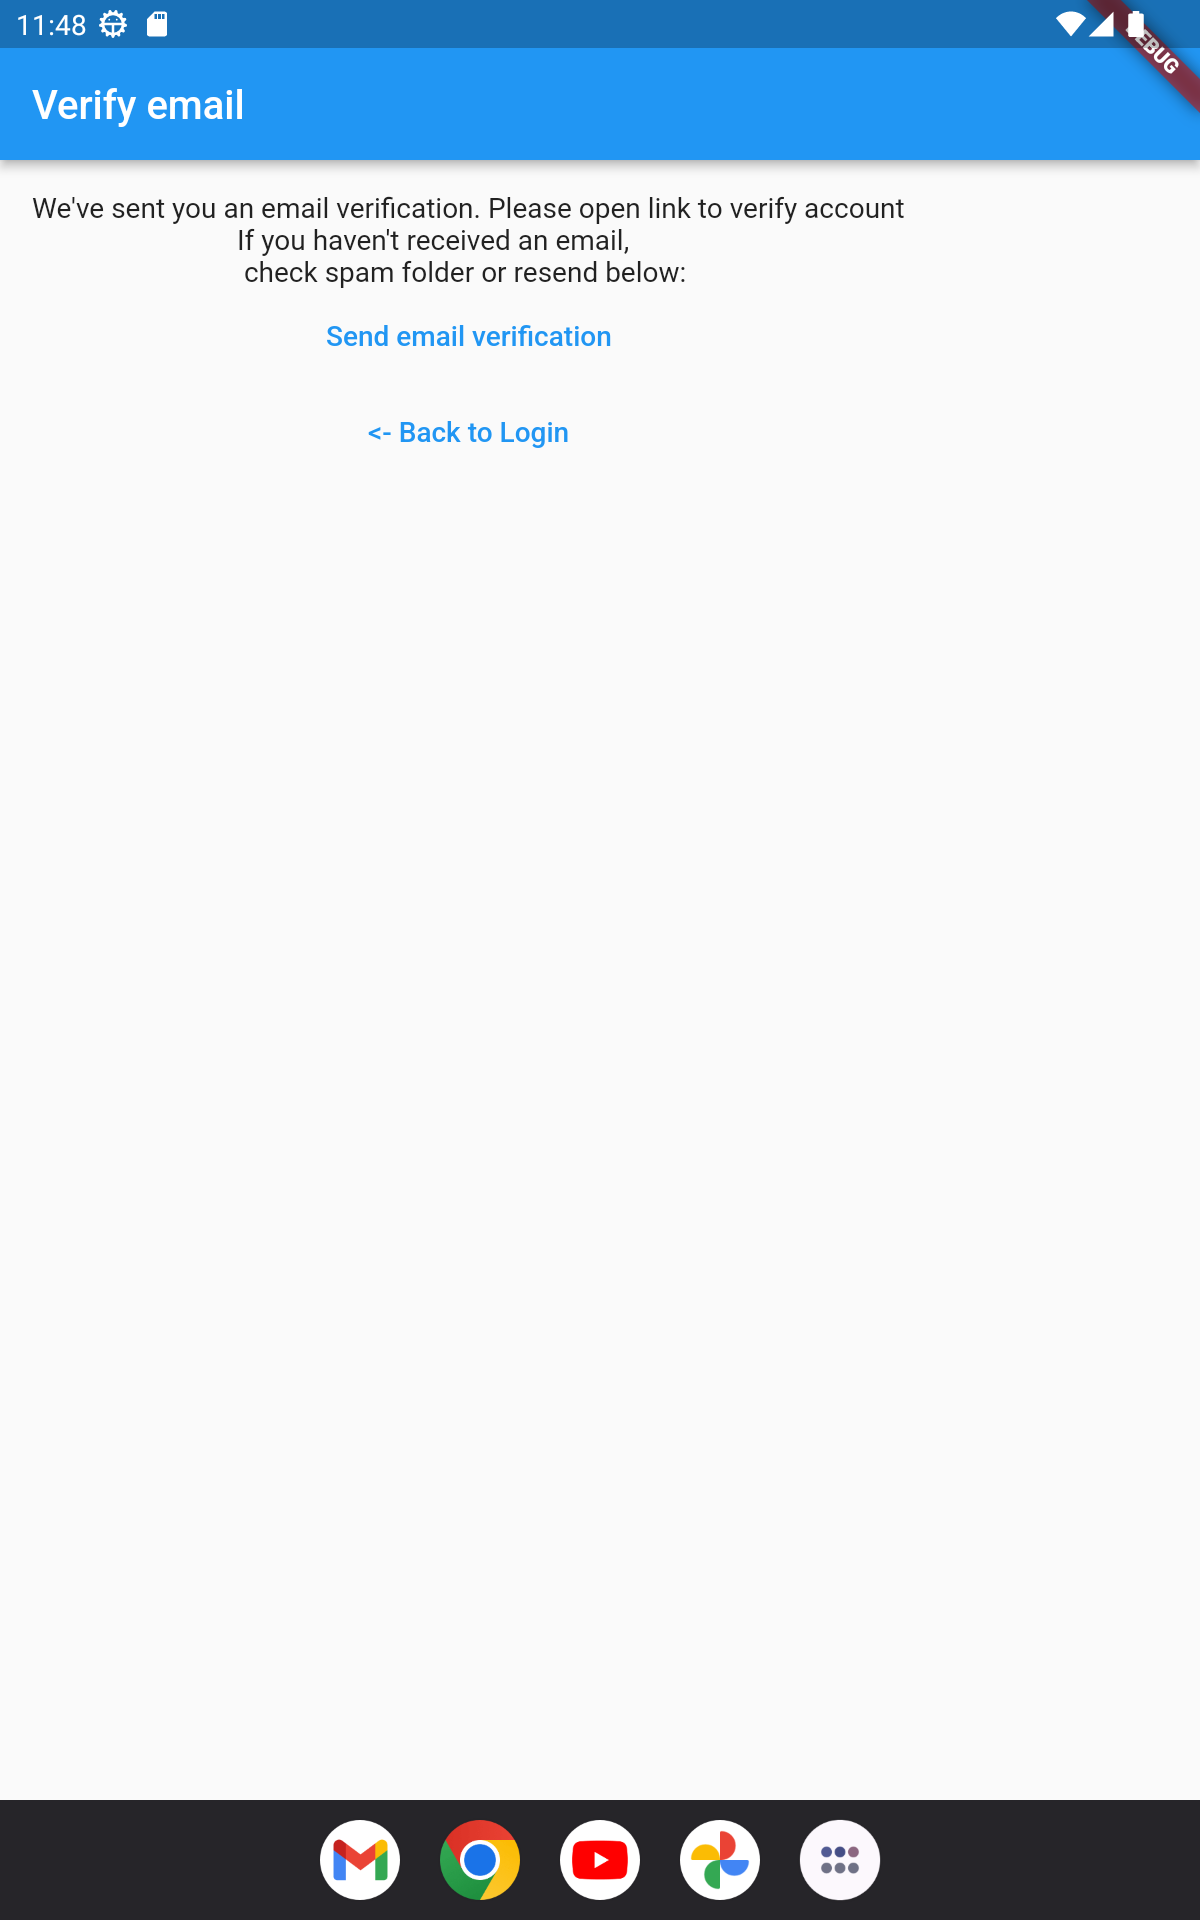 11:48
DEBUG
Verify email
We've sent you an email verification. Please open link to verify account
If you haven't received an email,
check spam folder or resend below:
Send email verification
<- Back to Login